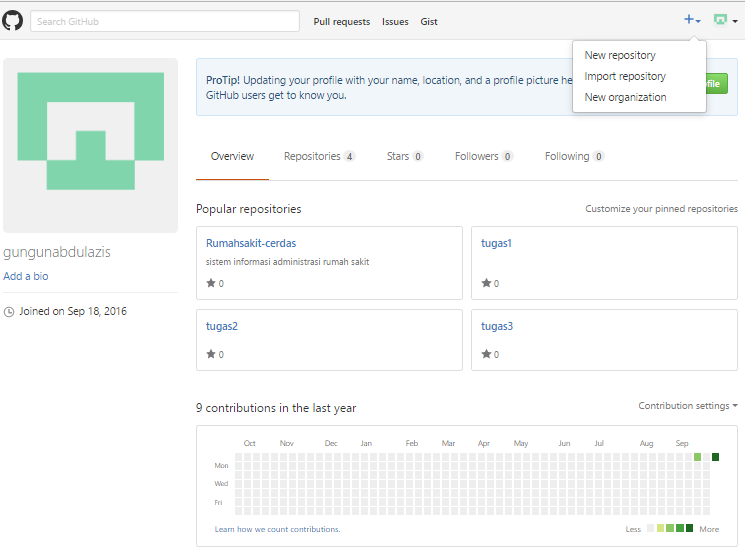 Search GitHub
Pull requests Issues Gist
New repository
Import repository
New organization
ProTip! Updating your profile with your name, location, and a profile picture he
GitHub users get to know you.
file
Overview Repositories 4 Stars 0 Followers 0 Following 0
Popular repositories Customize your pinned repositories
Rumahsakit-cerdas
sistem informasi administrasi rumah sakit
0
tugas1
0
tugas2
0
tugas3
0
gungunabdulazis
Add a bio
Joined on Sep 18, 2016
9 contributions in the last year Contribution settings
Oct Nov Dec Jan Feb Mar Apr May Jun Jul Aug Sep
Mon
Wed
Fri
Learn how we count contributions. Less More